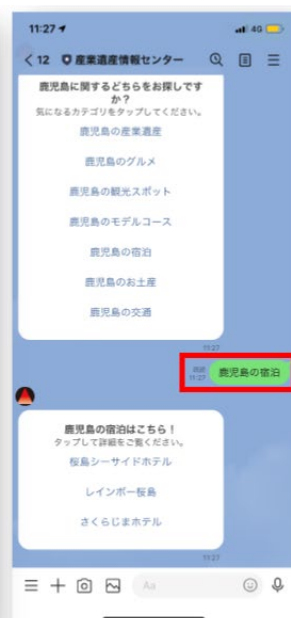 11:27
4G
12 産業遺産情報センター
鹿児島に関するどちらをお探しです
か？
気になるカテゴリをタップしてください。
鹿児島の産業遺産
鹿児島のグルメ
鹿児島の観光スポット
鹿児島のモデルコース
鹿児島の宿泊
鹿児島のお土産
鹿児島の交通
11:27
既読
11:27
鹿児島の宿泊
鹿児島の宿泊はこちら！
タップして詳細をご覧ください。
桜島シーサイドホテル
レインボー桜島
さくらじまホテル
11:27
Aa